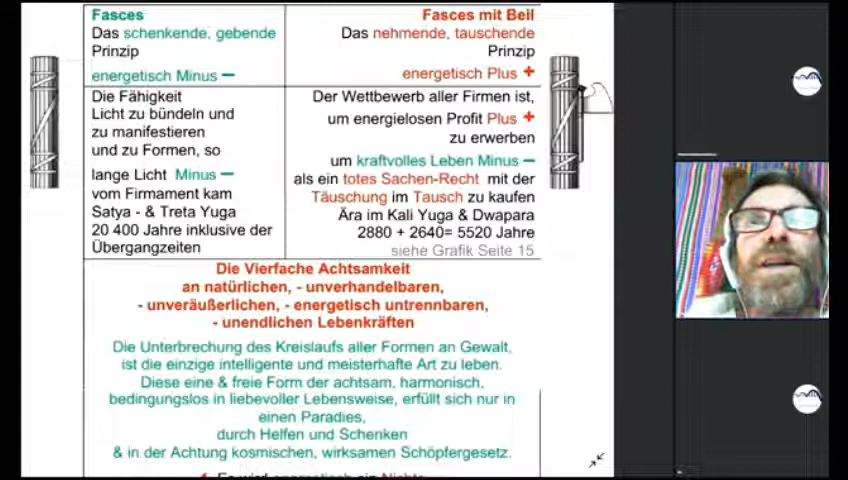 Fasces
Das schenkende, gebende
Prinzip
energetisch Minus −
Fasces mit Beil
Das nehmende, tauschende
Prinzip
energetisch Plus +
Die Fähigkeit
Licht zu bündeln und
zu manifestieren
und zu Formen, so
lange Licht Minus −
vom Firmament kam
Satya - & Treta Yuga
20 400 Jahre inklusive der
Übergangzeiten
Der Wettbewerb aller Firmen ist,
um energielosen Profit Plus +
zu erwerben
um kraftvolles Leben Minus −
als ein totes Sachen-Recht mit der
Täuschung im Tausch zu kaufen
Ära im Kali Yuga & Dwapara
2880 + 2640= 5520 Jahre
siehe Grafik Seite 15
Die Vierfache Achtsamkeit
an natürlichen, - unverhandelbaren,
- unveräußerlichen, - energetisch untrennbaren,
- unendlichen Lebenkräften
Die Unterbrechung des Kreislaufs aller Formen an Gewalt,
ist die einzige intelligente und meisterhafte Art zu leben.
Diese eine & freie Form der achtsam, harmonisch,
bedingungslos in liebevoller Lebensweise, erfüllt sich nur in
einen Paradies,
durch Helfen und Schenken
& in der Achtung kosmischen, wirksamen Schöpfergesetz.